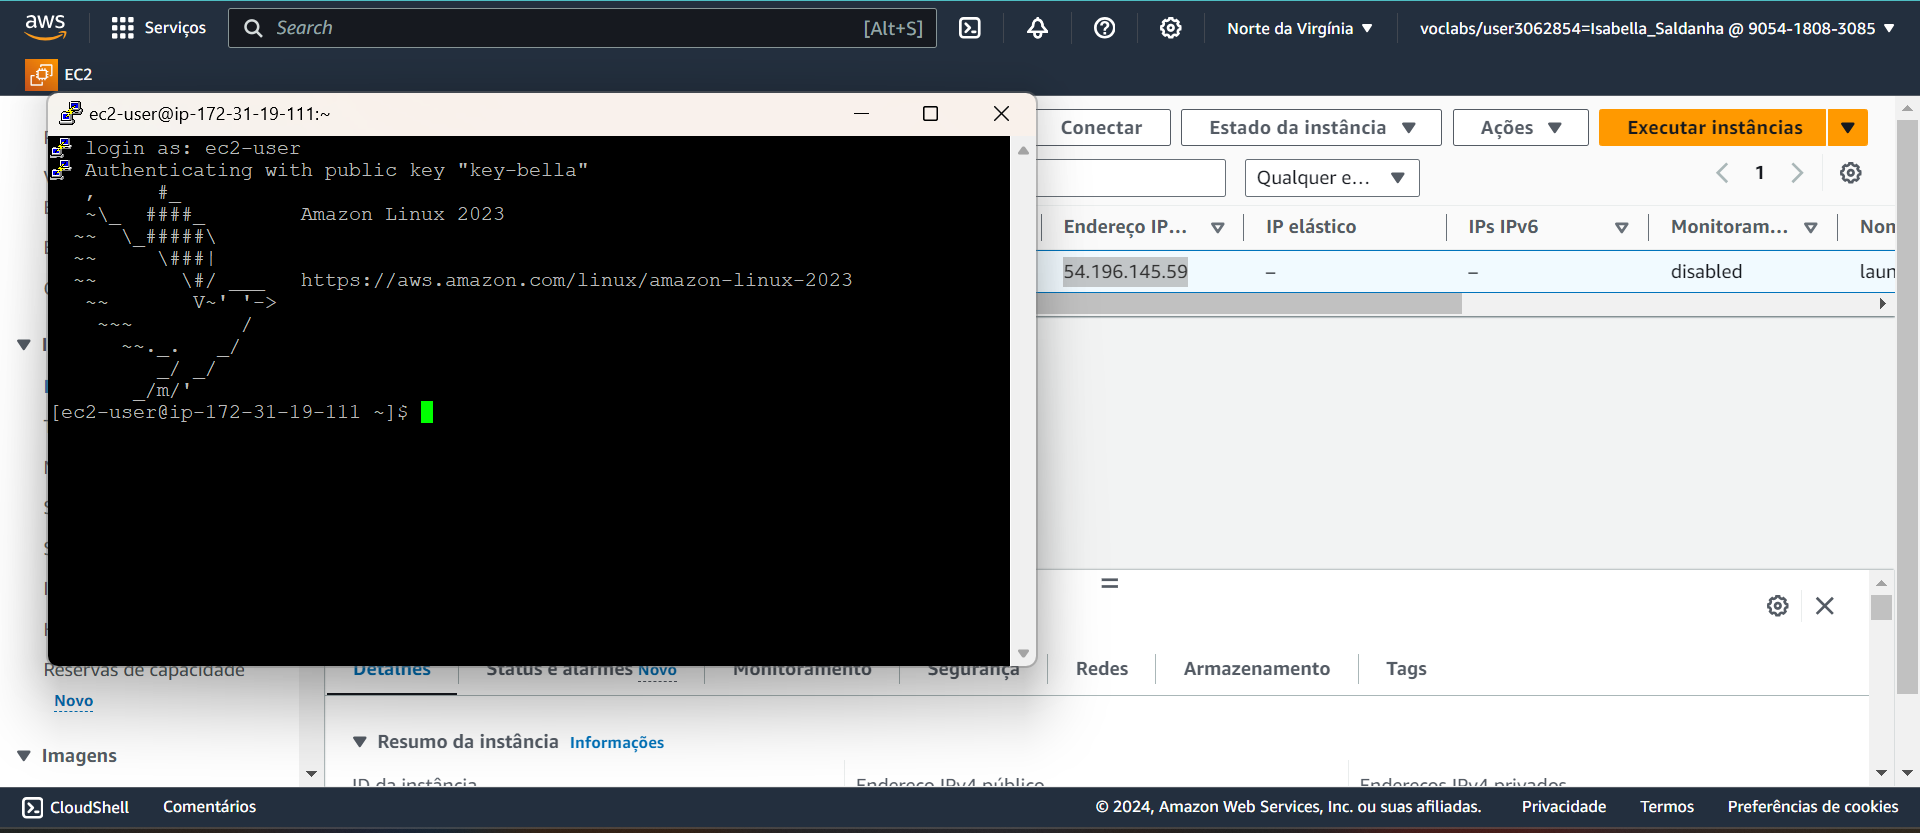 aws
Serviços
Search [Alt+S]
Norte da Virgínia
voclabs/user3062854=Isabella_Saldanha @ 9054-1808-3085
EC2
ec2-user@ip-172-31-19-111:~
login as: ec2-user
Authenticating with public key "key-bella"
   ,     #_
   ~\_  ####_        Amazon Linux 2023
  ~~  \_#####\
  ~~     \###|
  ~~       \#/ ___   https://aws.amazon.com/linux/amazon-linux-2023
   ~~       V~' '->
    ~~~         /
      ~~._.   _/
         _/ _/
       _/m/'
[ec2-user@ip-172-31-19-111 ~]$
Conectar
Estado da instância
Ações
Executar instâncias
Qualquer e...
1
Endereço IP...
IP elástico
IPs IPv6
Monitoram...
54.196.145.59
–
–
disabled
Reservas de capacidade
Novo
Imagens
Detalhes
Status e alarmes Novo
Monitoramento
Segurança
Redes
Armazenamento
Tags
Resumo da instância Informações
ID da instância
Endereço IPv4 público
Endereços IPv4 privados
CloudShell
Comentários
© 2024, Amazon Web Services, Inc. ou suas afiliadas.
Privacidade
Termos
Preferências de cookies